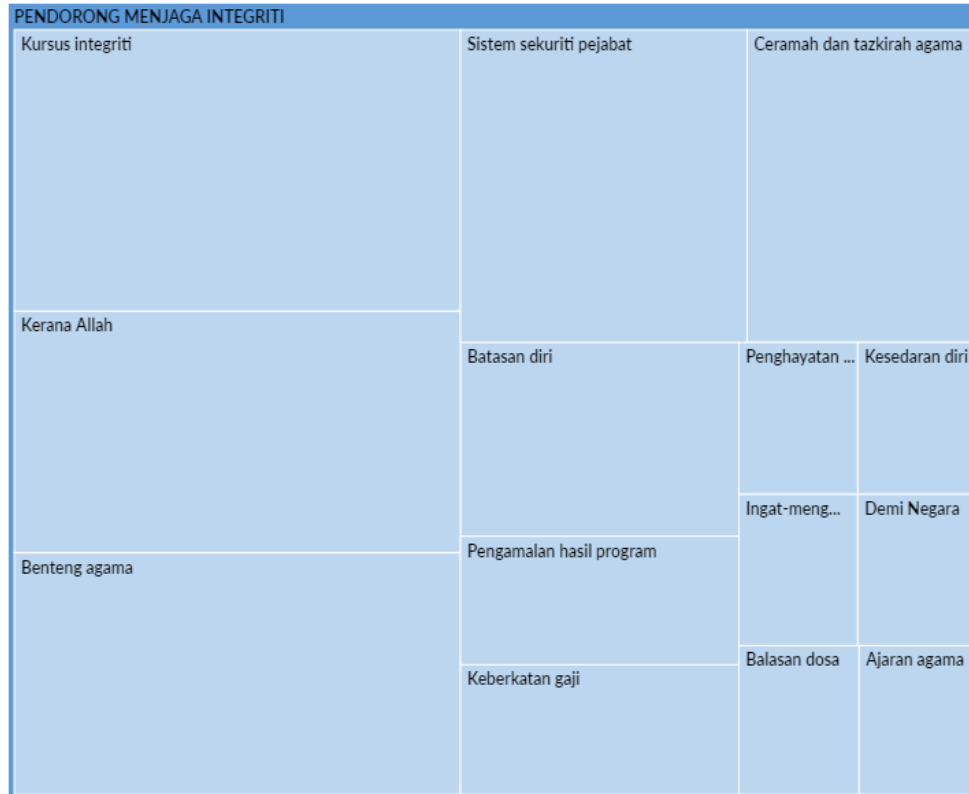 PENDORONG MENJAGA INTEGRITI
Kursus integriti
Sistem sekuriti pejabat
Ceramah dan tazkirah agama
Kerana Allah
Batasan diri
Penghayatan ...
Kesedaran diri
Ingat-meng...
Demi Negara
Benteng agama
Pengamalan hasil program
Balasan dosa
Ajaran agama
Keberkatan gaji